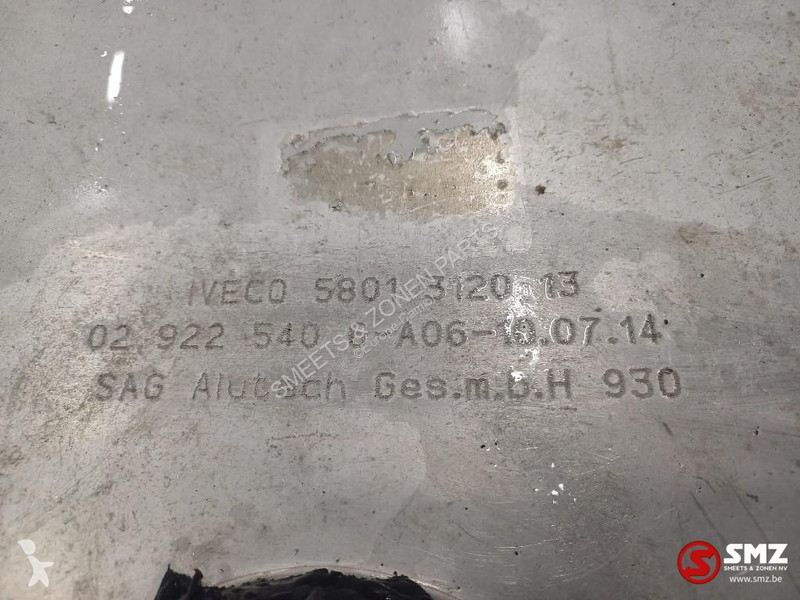 IVECO 5801 3120 13
02 922 540 A06-10.07.14
SAG Alutech Ges.m.b.H 930
SMEETS & ZONEN PARTS
SMZ
SMEETS & ZONEN NV
www.smz.be